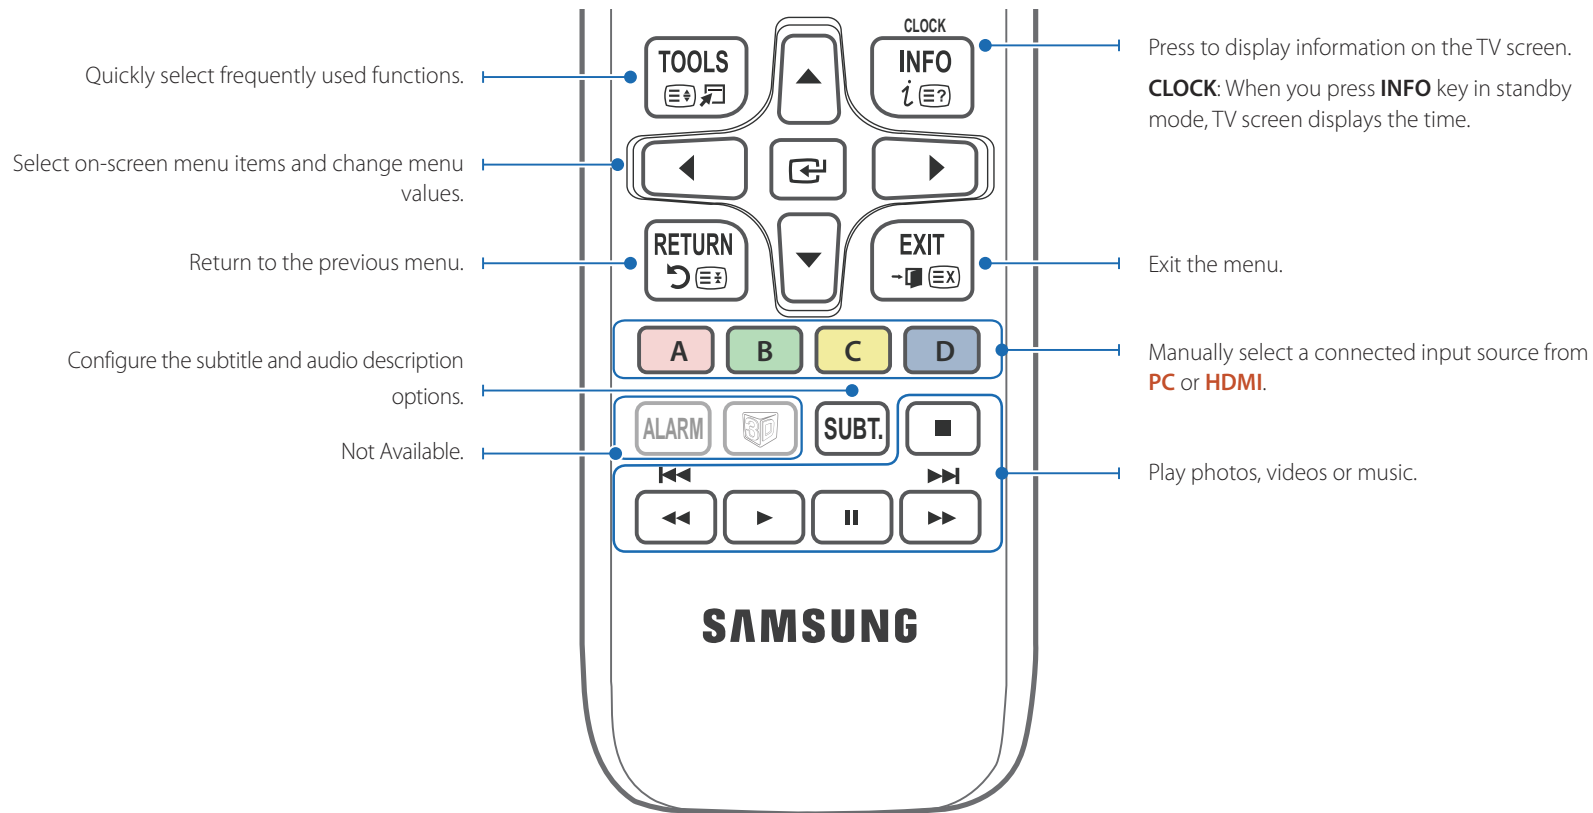 Quickly select frequently used functions.
Select on-screen menu items and change menu
values.
Return to the previous menu.
Configure the subtitle and audio description
options.
Not Available.
CLOCK
TOOLS
INFO
i
?
RETURN
EXIT
X
A
B
C
D
ALARM
3D
SUBT.
SAMSUNG
Press to display information on the TV screen.
CLOCK: When you press INFO key in standby
mode, TV screen displays the time.
Exit the menu.
Manually select a connected input source from
PC or HDMI.
Play photos, videos or music.